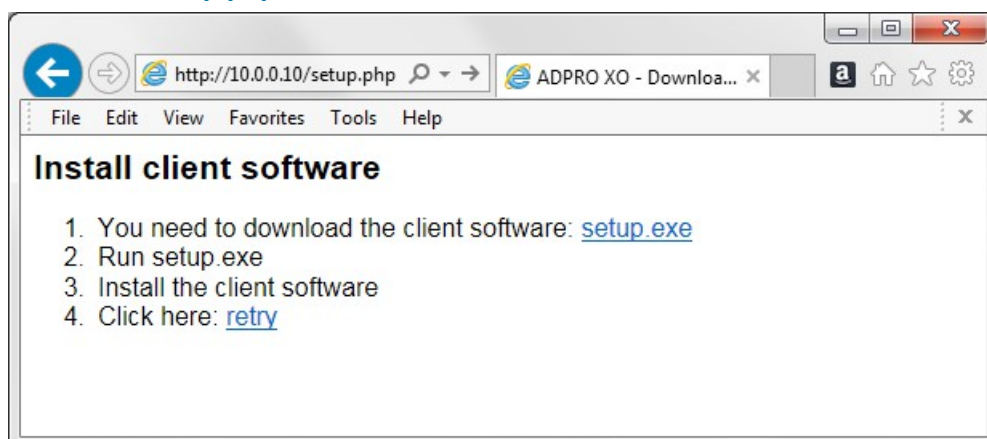 http://10.0.0.10/setup.php
ADPRO XO - Downloa...
a
File Edit View Favorites Tools Help
Install client software
1. You need to download the client software: setup.exe
2. Run setup.exe
3. Install the client software
4. Click here: retry